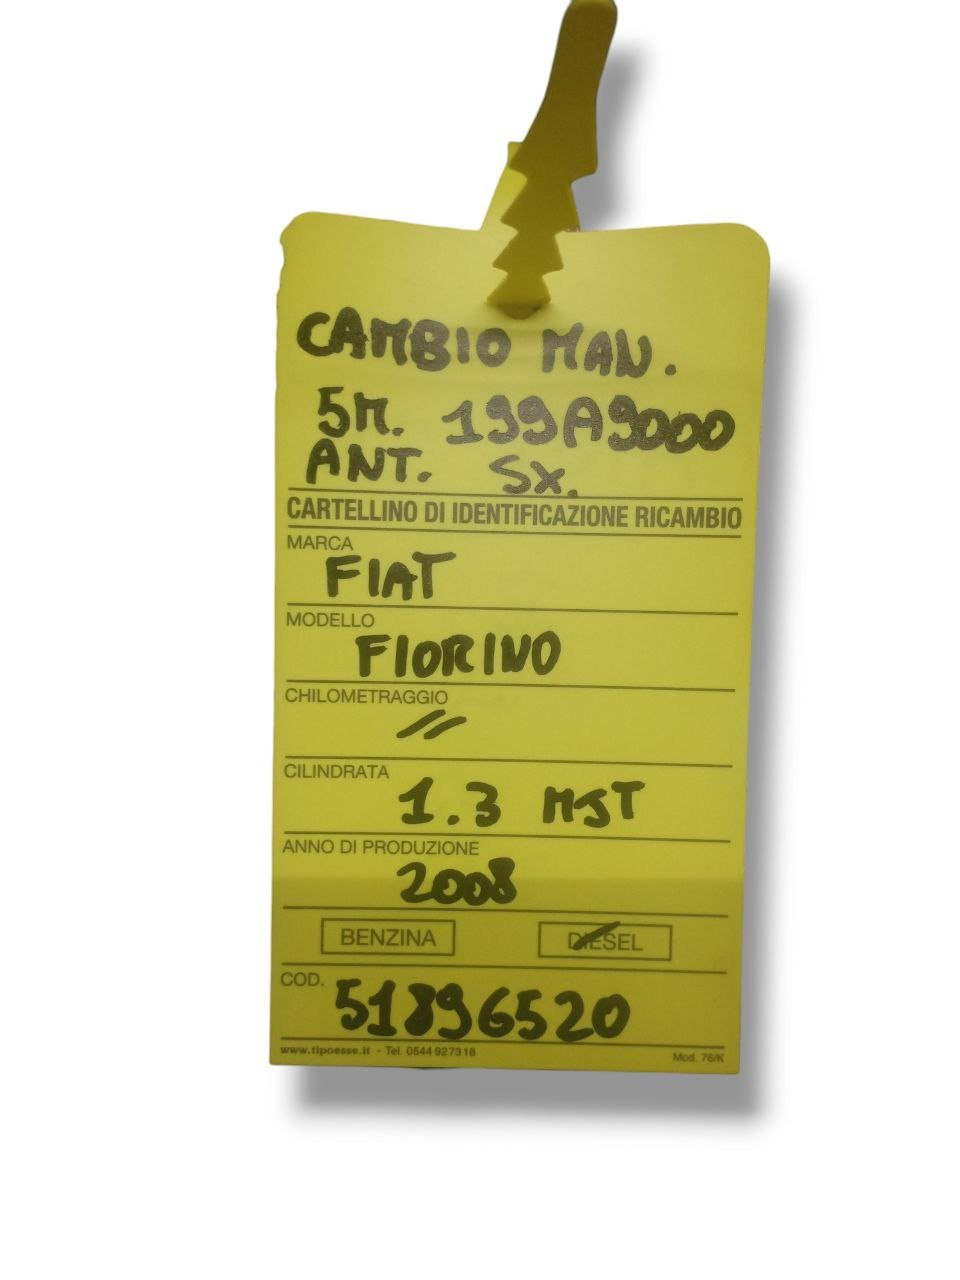 CAMBIO MAN.
5M. 199A9000
ANT. SX.
CARTELLINO DI IDENTIFICAZIONE RICAMBIO
MARCA
FIAT
MODELLO
FIORINO
CHILOMETRAGGIO
//
CILINDRATA
1.3 MJT
ANNO DI PRODUZIONE
2008
BENZINA DIESEL
COD.
51896520
www.tipoesse.it - Tel. 0544 927318 Mod. 76/K